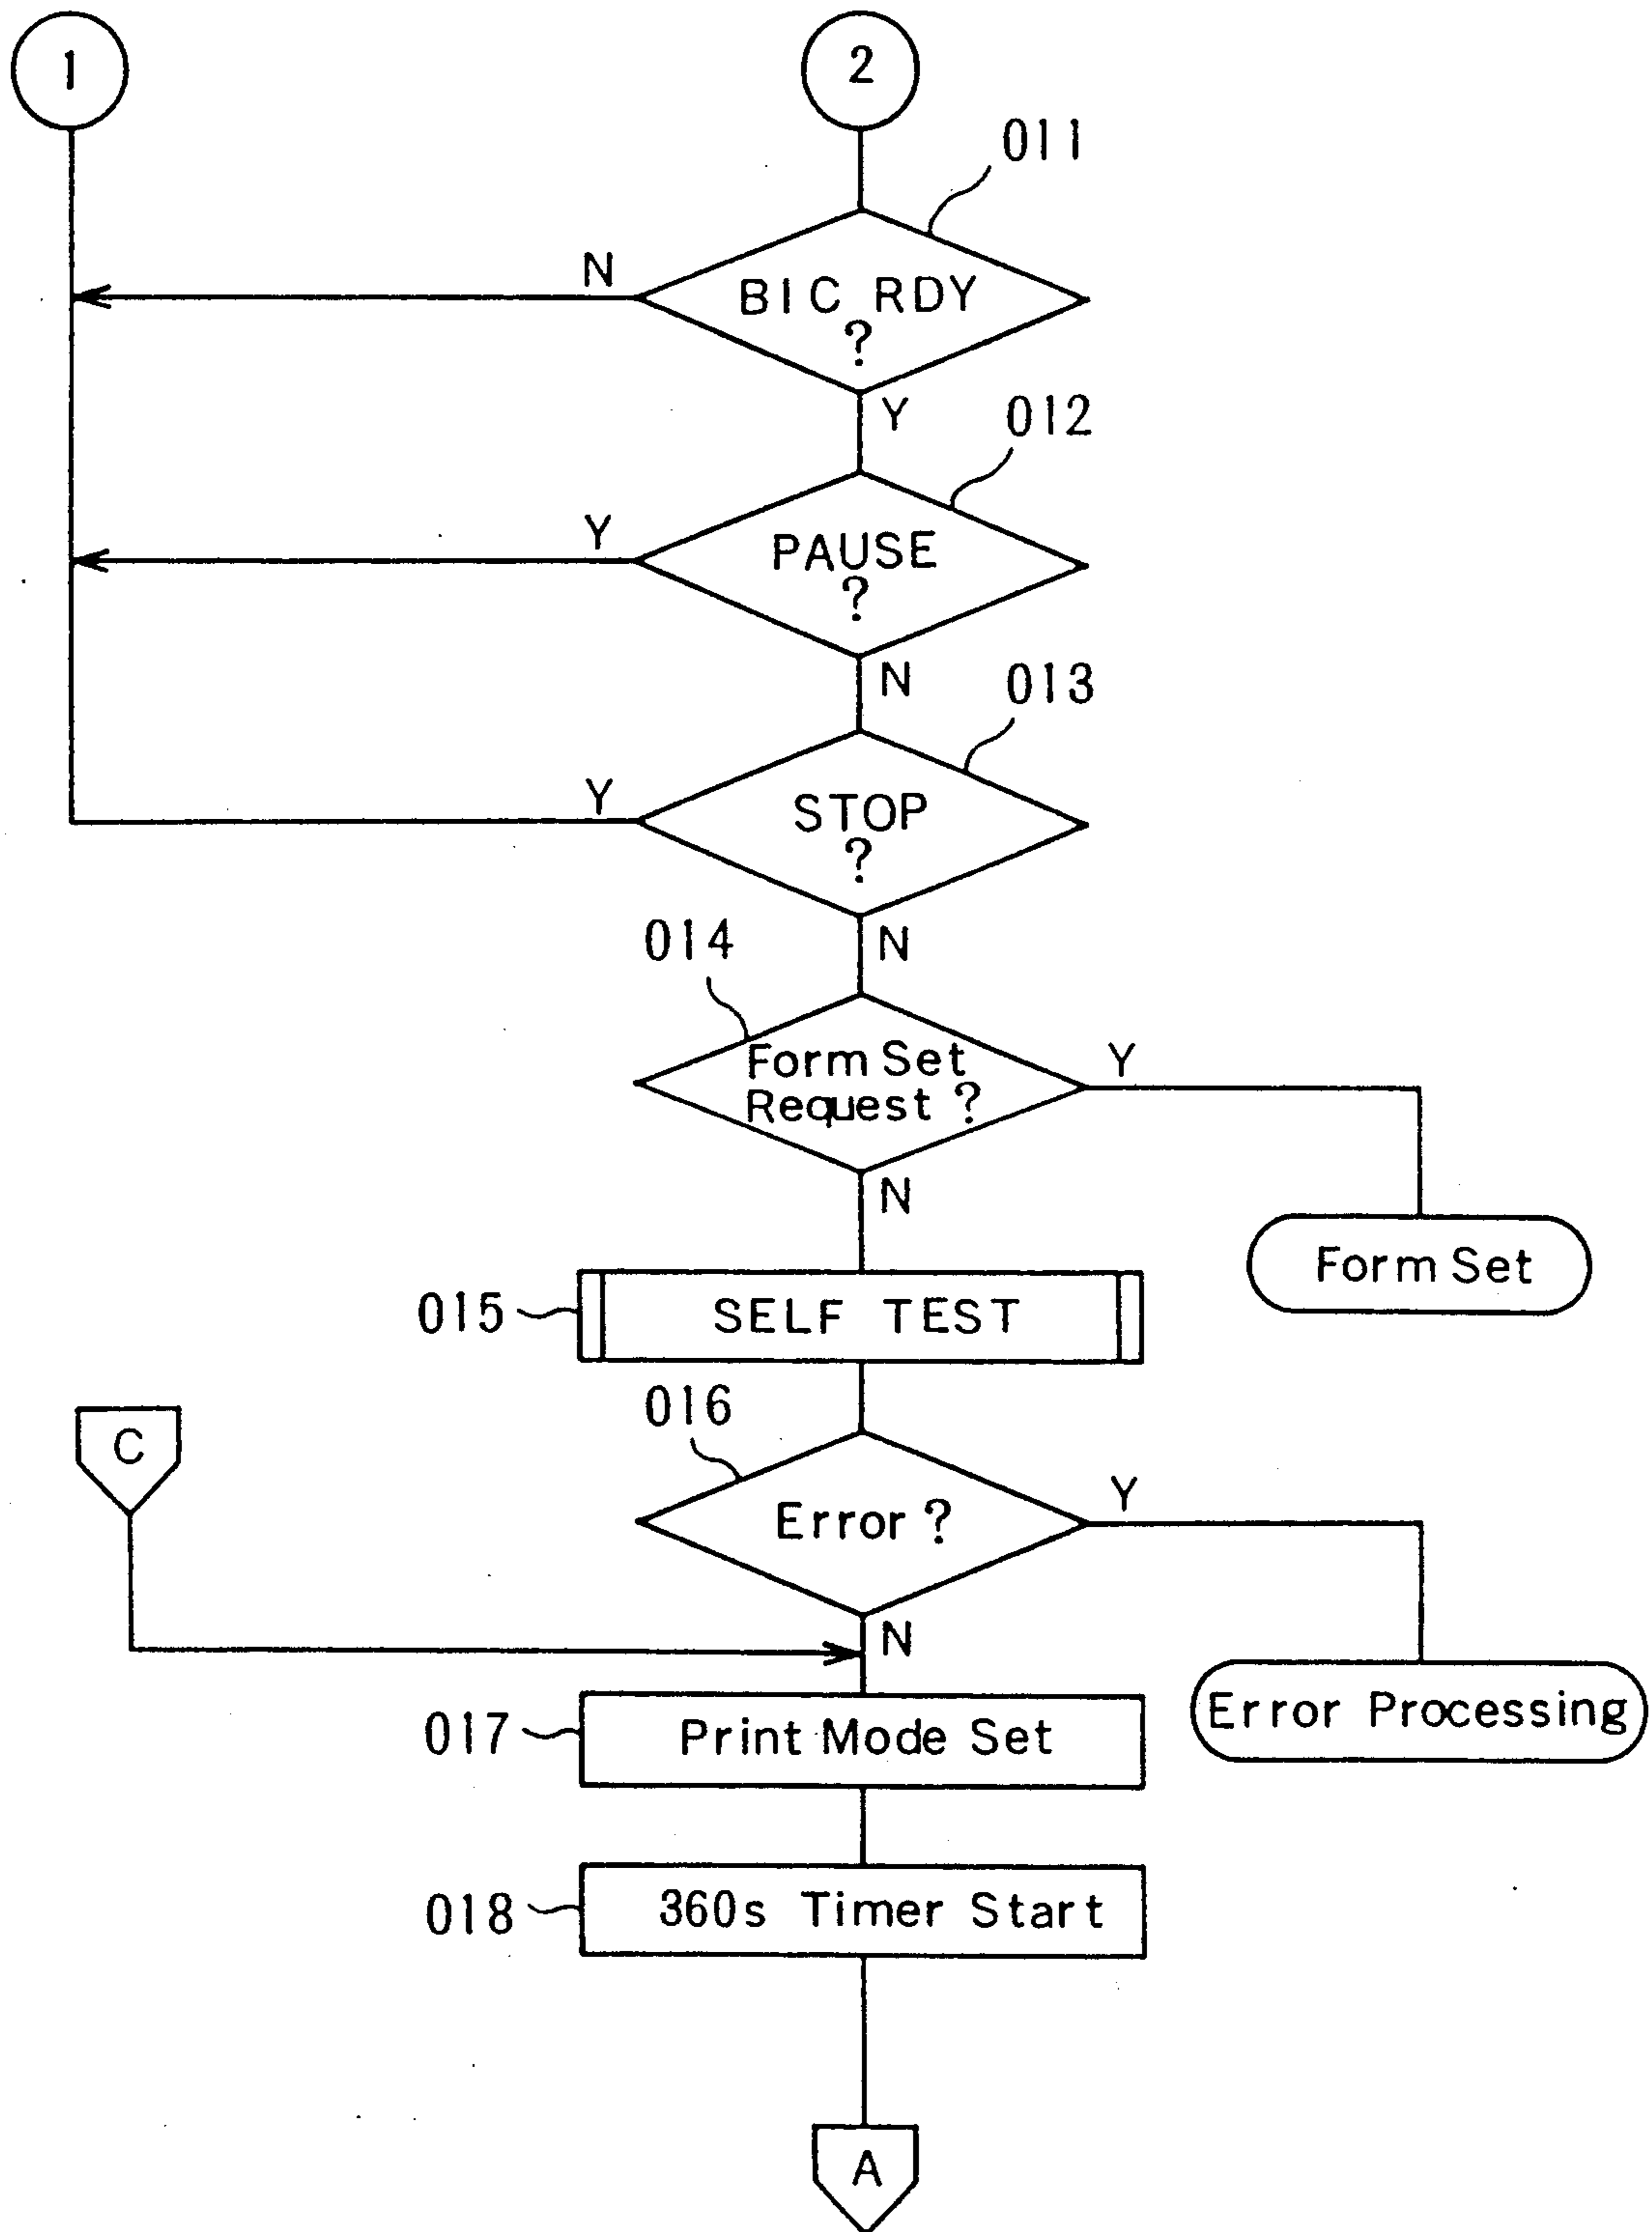 1
2
011
N
BIC RDY
?
Y
012
Y
PAUSE
?
N
013
Y
STOP
?
N
014
Form Set
Request ?
Y
N
Form Set
015
SELF TEST
016
C
Error ?
Y
N
017
Print Mode Set
Error Processing
018
360s Timer Start
A